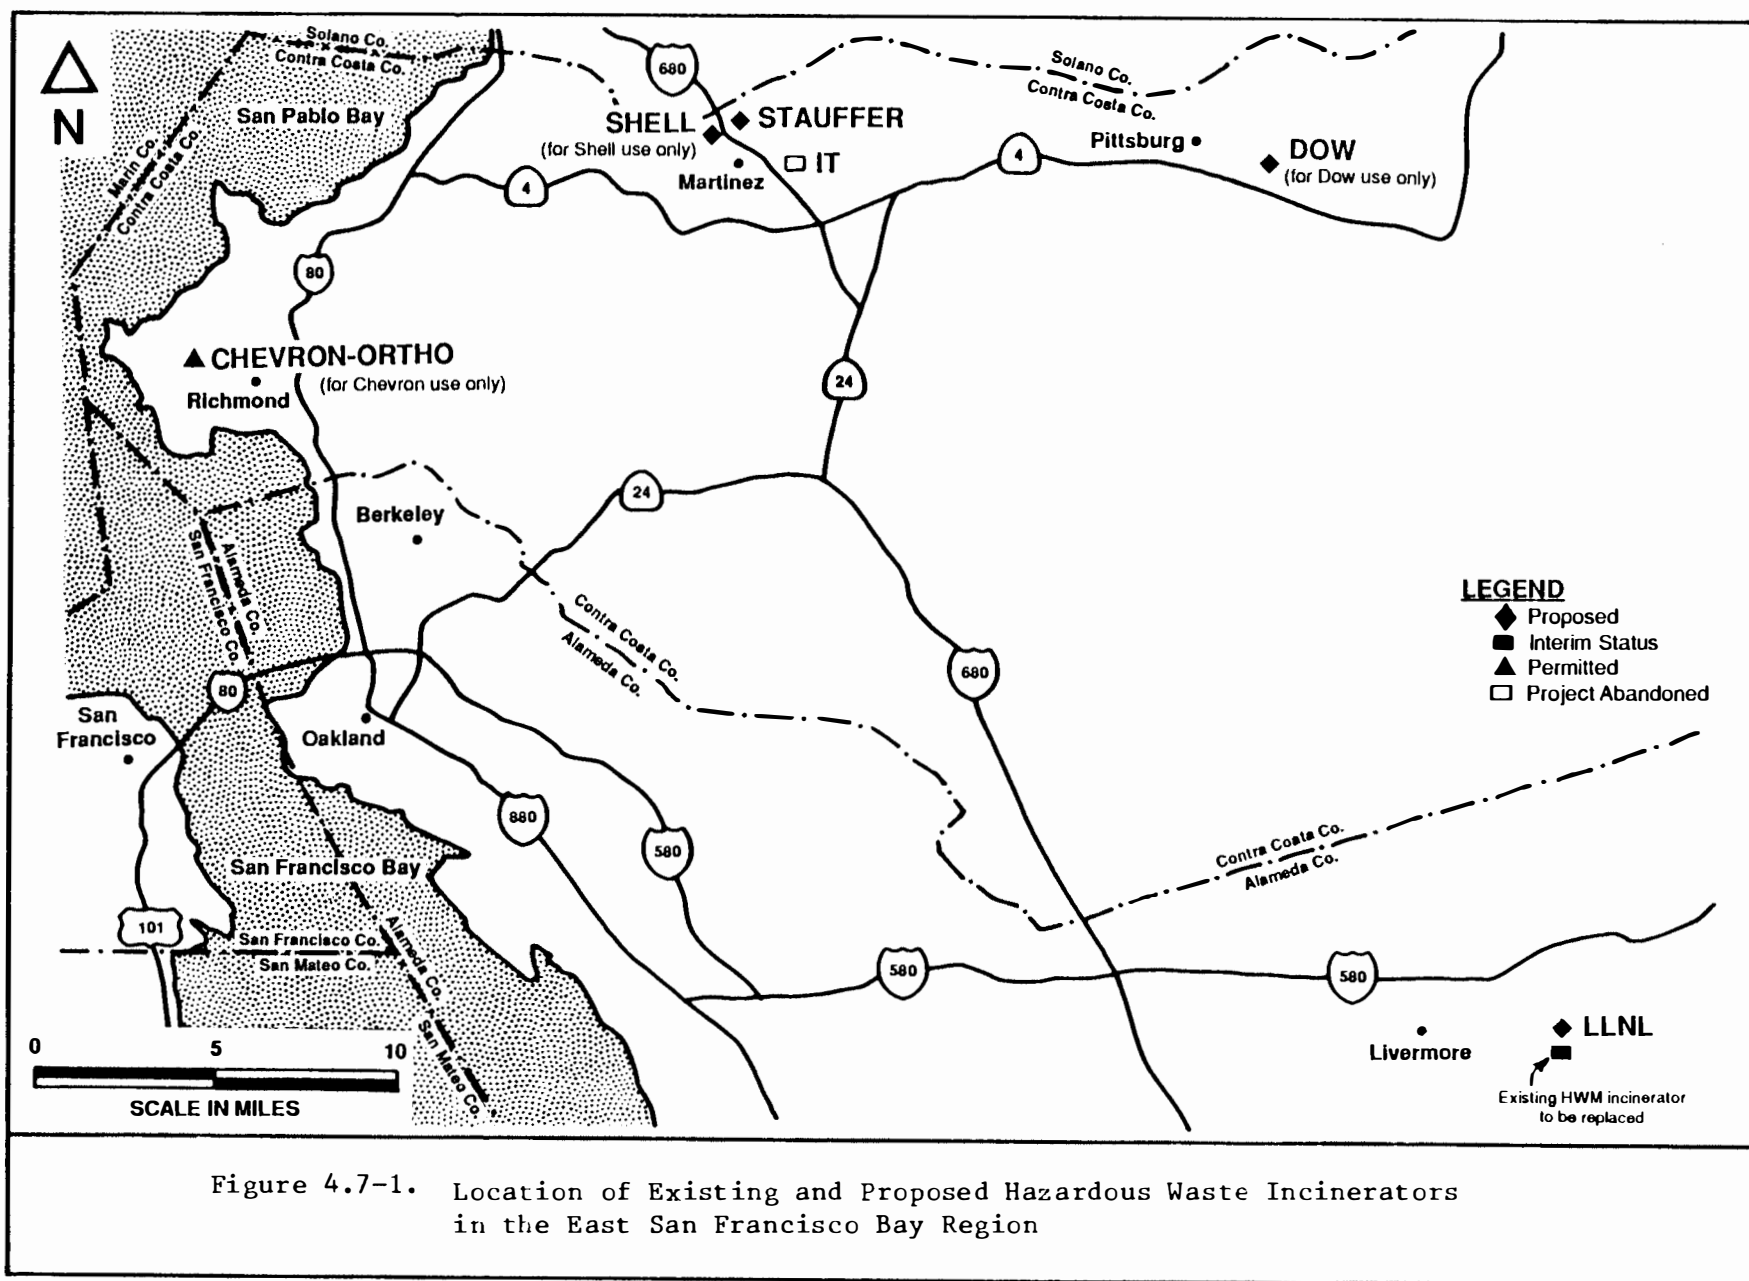 N
Solano Co.
Contra Costa Co.
San Pablo Bay
Marin Co.
Contra Costa Co.
680
SHELL
(for Shell use only)
STAUFFER
IT
Martinez
Solano Co.
Contra Costa Co.
Pittsburg
DOW
(for Dow use only)
4
4
80
CHEVRON-ORTHO
(for Chevron use only)
Richmond
24
24
Berkeley
Alameda Co.
San Francisco Co.
Contra Costa Co.
Alameda Co.
LEGEND
Proposed
Interim Status
Permitted
Project Abandoned
680
80
San
Francisco
Oakland
880
580
San Francisco Bay
Contra Costa Co.
Alameda Co.
101
San Francisco Co.
San Mateo Co.
Alameda Co.
San Mateo Co.
580
580
Livermore
LLNL
Existing HWM incinerator
to be replaced
0 5 10
SCALE IN MILES
Figure 4.7-1. Location of Existing and Proposed Hazardous Waste Incinerators
in the East San Francisco Bay Region